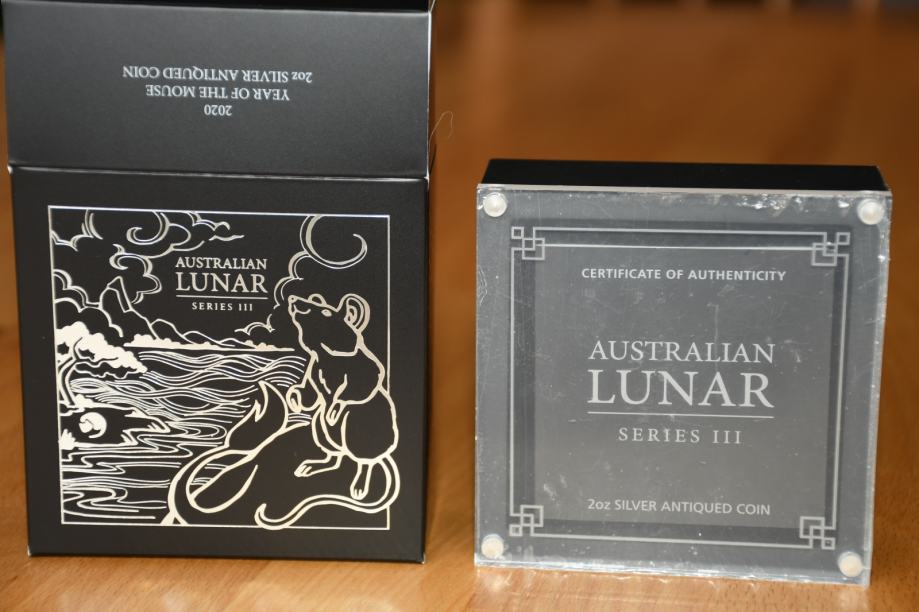 2020
YEAR OF THE MOUSE
2oz SILVER ANTIQUED COIN
AUSTRALIAN
LUNAR
SERIES III
CERTIFICATE OF AUTHENTICITY
AUSTRALIAN
LUNAR
SERIES III
2oz SILVER ANTIQUED COIN